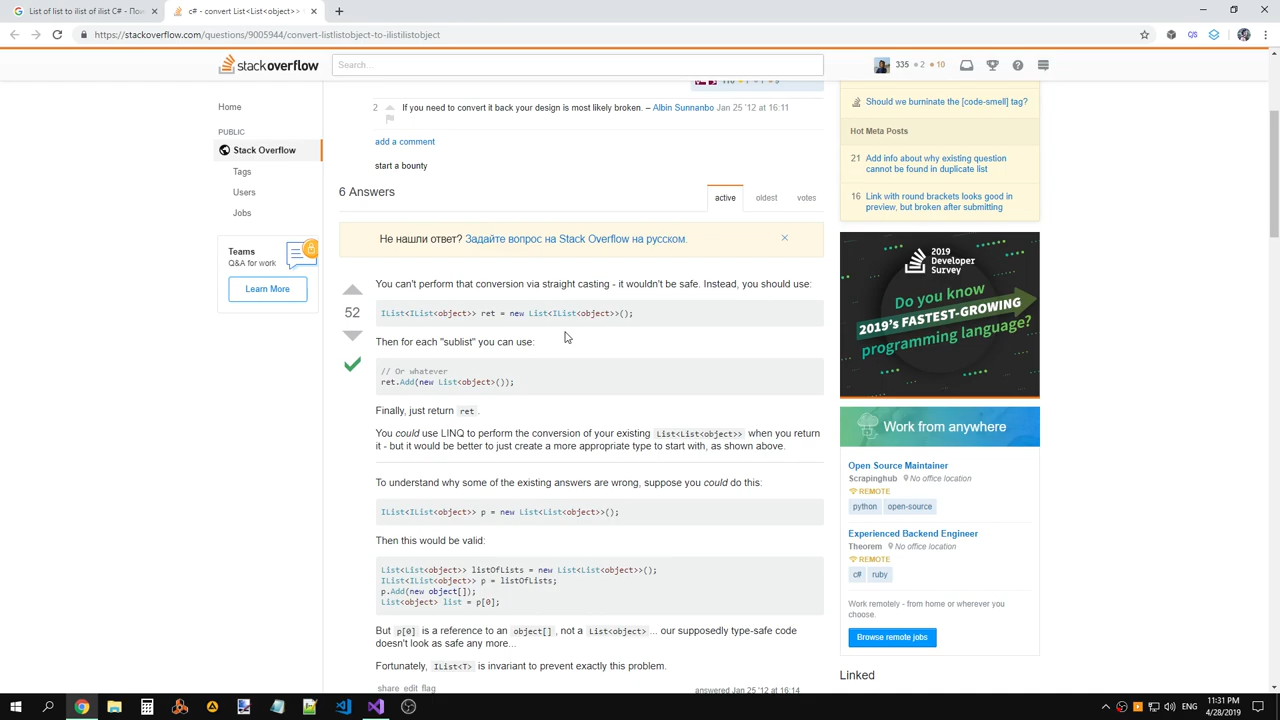 List of list to ilist of ilist C# - Пои
c# - convert List<List<object>
https://stackoverflow.com/questions/9005944/convert-listlistobject-to-ilistilistobject
stack overflow
Search…
335 2 10
Home
PUBLIC
Stack Overflow
Tags
Users
Jobs
Teams
Q&A for work
Learn More
2 If you need to convert it back your design is most likely broken. – Albin Sunnanbo Jan 25 '12 at 16:11
add a comment
start a bounty
6 Answers
active oldest votes
Не нашли ответ? Задайте вопрос на Stack Overflow на русском.
52
You can't perform that conversion via straight casting - it wouldn't be safe. Instead, you should use:
IList<IList<object>> ret = new List<IList<object>>();
Then for each "sublist" you can use:
// Or whatever
ret.Add(new List<object>());
Finally, just return ret.
You could use LINQ to perform the conversion of your existing List<List<object>> when you return
it - but it would be better to just create a more appropriate type to start with, as shown above.
To understand why some of the existing answers are wrong, suppose you could do this:
IList<IList<object>> p = new List<List<object>>();
Then this would be valid:
List<List<object>> listOfLists = new List<List<object>>();
IList<IList<object>> p = listOfLists;
p.Add(new object[]);
List<object> list = p[0];
But p[0] is a reference to an object[], not a List<object>... our supposedly type-safe code
doesn't look as safe any more...
Fortunately, IList<T> is invariant to prevent exactly this problem.
share edit flag
answered Jan 25 '12 at 16:14
Should we burninate the [code-smell] tag?
Hot Meta Posts
21 Add info about why existing question
cannot be found in duplicate list
16 Link with round brackets looks good in
preview, but broken after submitting
2019
Developer
Survey
Do you know
2019's FASTEST-GROWING
programming language?
Work from anywhere
Open Source Maintainer
Scrapinghub No office location
REMOTE
python open-source
Experienced Backend Engineer
Theorem No office location
REMOTE
c# ruby
Work remotely - from home or wherever you
choose.
Browse remote jobs
Linked
ENG
11:31 PM
4/28/2019